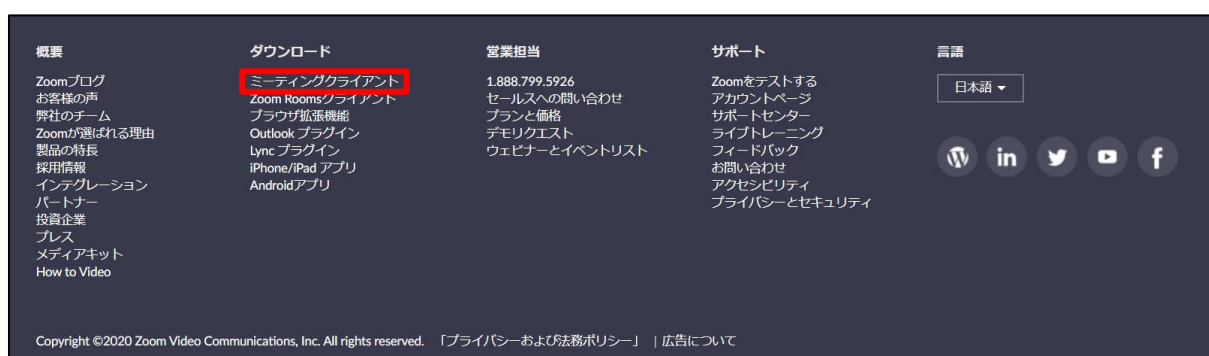 概要
Zoomブログ
お客様の声
弊社のチーム
Zoomが選ばれる理由
製品の特長
採用情報
インテグレーション
パートナー
投資企業
プレス
メディアキット
How to Video
ダウンロード
ミーティングクライアント
Zoom Roomsクライアント
ブラウザ拡張機能
Outlook プラグイン
Lync プラグイン
iPhone/iPad アプリ
Androidアプリ
営業担当
1.888.799.5926
セールスへの問い合わせ
プランと価格
デモリクエスト
ウェビナーとイベントリスト
サポート
Zoomをテストする
アカウントページ
サポートセンター
ライブトレーニング
フィードバック
お問い合わせ
アクセシビリティ
プライバシーとセキュリティ
言語
日本語
in
f
Copyright ©2020 Zoom Video Communications, Inc. All rights reserved. 「プライバシーおよび法務ポリシー」 | 広告について